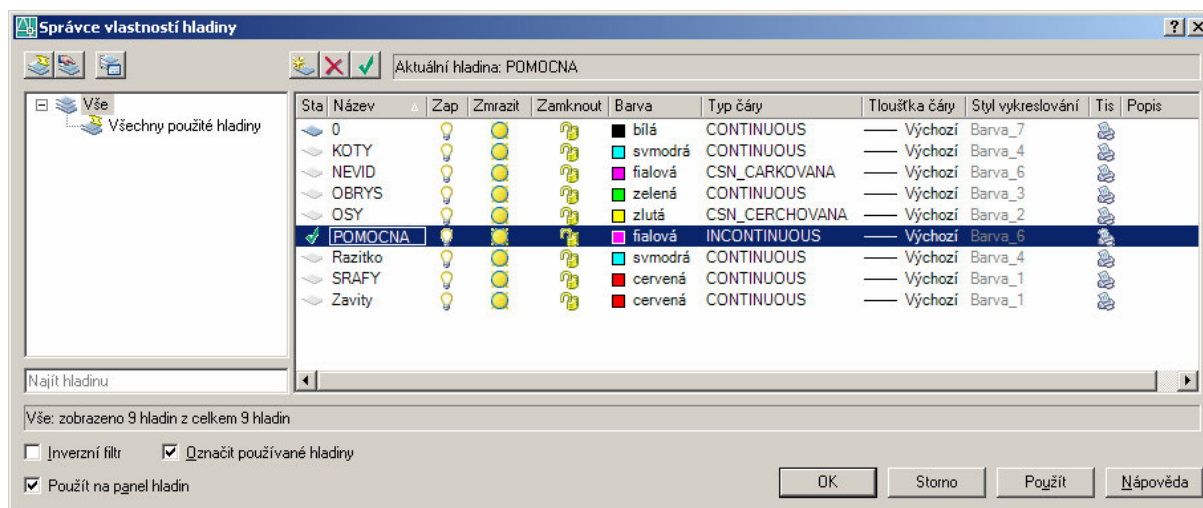 Správce vlastností hladiny
Aktuální hladina: POMOCNA
Vše
Všechny použité hladiny
Sta Název Zap Zmrazit Zamknout Barva Typ čáry Tloušťka čáry Styl vykreslování Tis Popis
0 bílá CONTINUOUS Výchozí Barva_7
KOTY svmodrá CONTINUOUS Výchozí Barva_4
NEVID fialová CSN_CARKOVANA Výchozí Barva_6
OBRYS zelená CONTINUOUS Výchozí Barva_3
OSY zlutá CSN_CERCHOVANA Výchozí Barva_2
POMOCNA fialová INCONTINUOUS Výchozí Barva_6
Razitko svmodrá CONTINUOUS Výchozí Barva_4
SRAFY cervená CONTINUOUS Výchozí Barva_1
Zavity cervená CONTINUOUS Výchozí Barva_1
Najít hladinu
Vše: zobrazeno 9 hladin z celkem 9 hladin
Inverzní filtr Označit používané hladiny
Použít na panel hladin
OK Storno Použít Nápověda